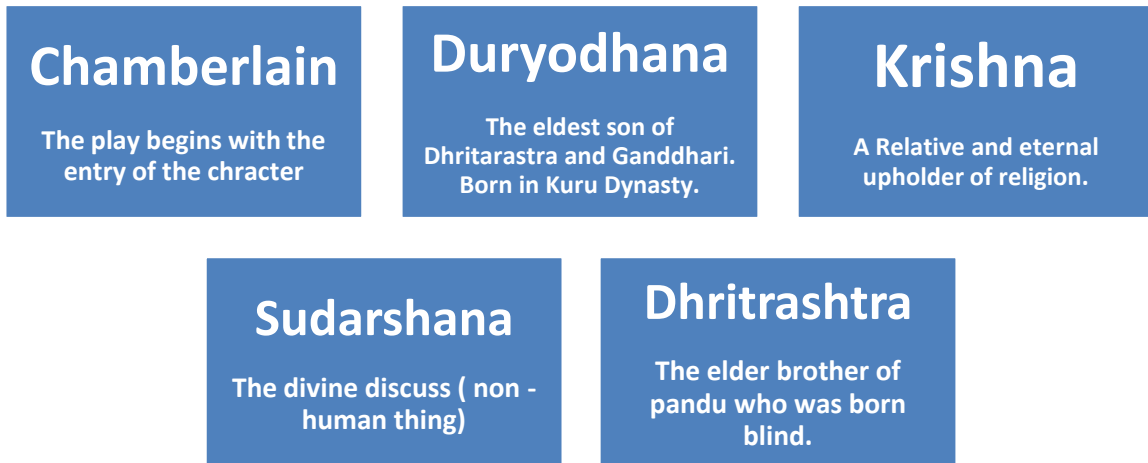 Chamberlain
The play begins with the
entry of the chracter
Duryodhana
The eldest son of
Dhritarastra and Ganddhari.
Born in Kuru Dynasty.
Krishna
A Relative and eternal
upholder of religion.
Sudarshana
The divine discuss ( non -
human thing)
Dhritrashtra
The elder brother of
pandu who was born
blind.